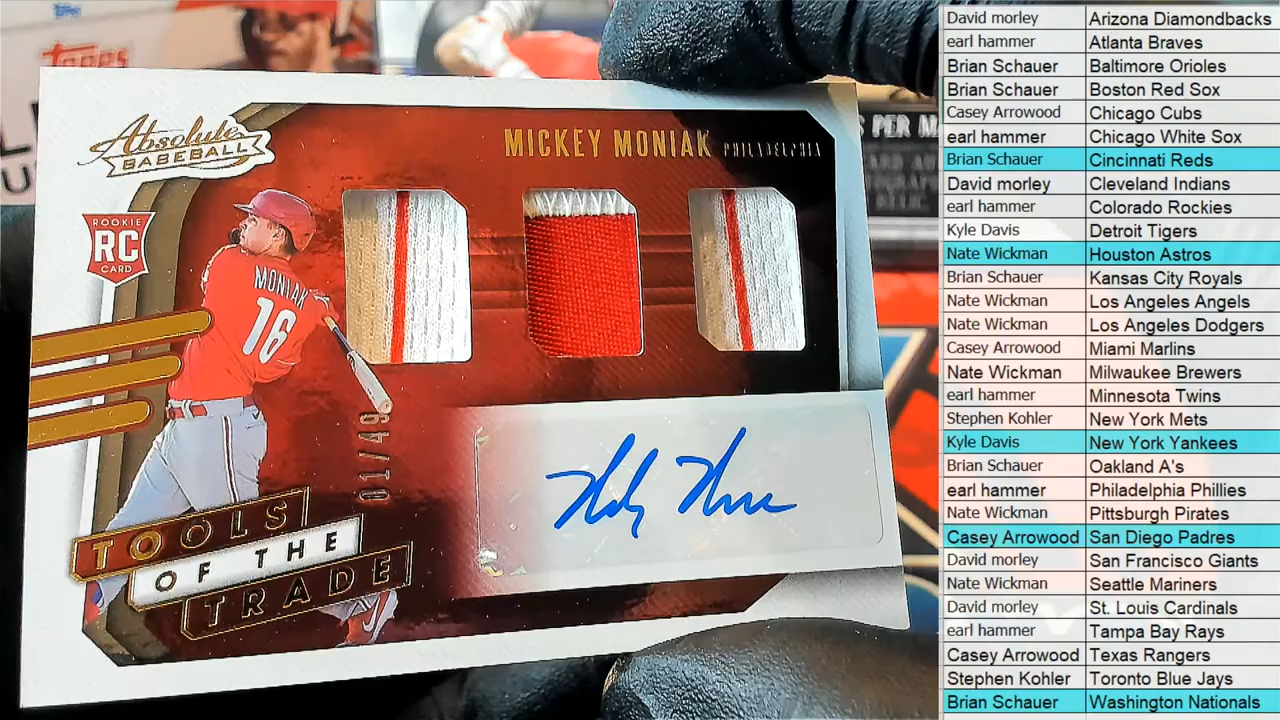 Topps
S PER M
Absolute
BASEBALL
MICKEY MONIAK PHILADELPHIA
ROOKIE
RC
CARD
MONIAK
16
01/49
TOOLS
OF THE
TRADE
David morley Arizona Diamondbacks
earl hammer Atlanta Braves
Brian Schauer Baltimore Orioles
Brian Schauer Boston Red Sox
Casey Arrowood Chicago Cubs
earl hammer Chicago White Sox
Brian Schauer Cincinnati Reds
David morley Cleveland Indians
earl hammer Colorado Rockies
Kyle Davis Detroit Tigers
Nate Wickman Houston Astros
Brian Schauer Kansas City Royals
Nate Wickman Los Angeles Angels
Nate Wickman Los Angeles Dodgers
Casey Arrowood Miami Marlins
Nate Wickman Milwaukee Brewers
earl hammer Minnesota Twins
Stephen Kohler New York Mets
Kyle Davis New York Yankees
Brian Schauer Oakland A's
earl hammer Philadelphia Phillies
Nate Wickman Pittsburgh Pirates
Casey Arrowood San Diego Padres
David morley San Francisco Giants
Nate Wickman Seattle Mariners
David morley St. Louis Cardinals
earl hammer Tampa Bay Rays
Casey Arrowood Texas Rangers
Stephen Kohler Toronto Blue Jays
Brian Schauer Washington Nationals